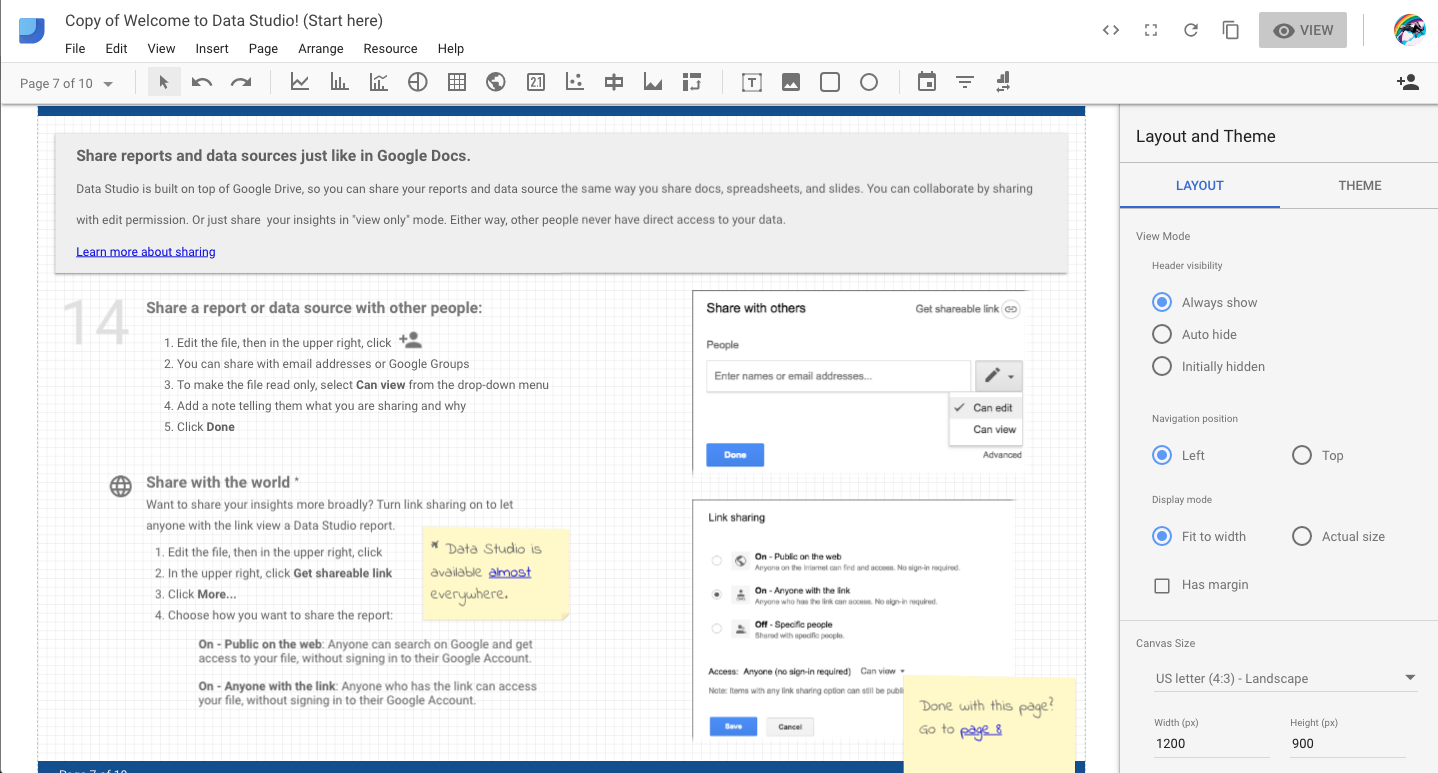 Copy of Welcome to Data Studio! (Start here)
File Edit View Insert Page Arrange Resource Help
VIEW
Page 7 of 10
Layout and Theme
LAYOUT THEME
View Mode
Header visibility
Always show
Auto hide
Initially hidden
Navigation position
Left Top
Display mode
Fit to width Actual size
Has margin
Canvas Size
US letter (4:3) - Landscape
Width (px) Height (px)
1200 900
Share reports and data sources just like in Google Docs.
Data Studio is built on top of Google Drive, so you can share your reports and data source the same way you share docs, spreadsheets, and slides. You can collaborate by sharing
with edit permission. Or just share your insights in "view only" mode. Either way, other people never have direct access to your data.
Learn more about sharing
14
Share a report or data source with other people:
1. Edit the file, then in the upper right, click
2. You can share with email addresses or Google Groups
3. To make the file read only, select Can view from the drop-down menu
4. Add a note telling them what you are sharing and why
5. Click Done
Share with others Get shareable link
People
Enter names or email addresses...
Can edit
Can view
Done Advanced
Share with the world *
Want to share your insights more broadly? Turn link sharing on to let
anyone with the link view a Data Studio report.
1. Edit the file, then in the upper right, click
2. In the upper right, click Get shareable link
3. Click More...
4. Choose how you want to share the report:
On - Public on the web: Anyone can search on Google and get
access to your file, without signing in to their Google Account.
On - Anyone with the link: Anyone who has the link can access
your file, without signing in to their Google Account.
* Data Studio is
available almost
everywhere.
Link sharing
On - Public on the web
Anyone on the Internet can find and access. No sign-in required.
On - Anyone with the link
Anyone who has the link can access. No sign-in required.
Off - Specific people
Shared with specific people.
Access: Anyone (no sign-in required) Can view
Note: Items with any link sharing option can still be publi
Save Cancel
Done with this page?
Go to page 8
Page 7 of 10